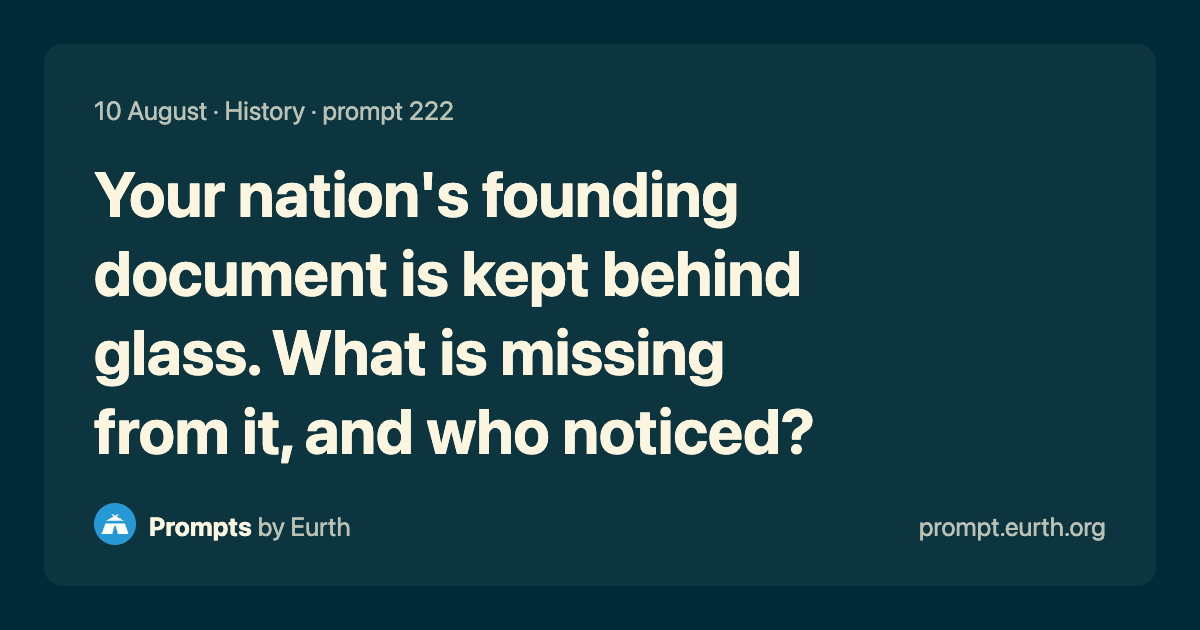 10 August · History · prompt 222
Your nation's founding
document is kept behind
glass. What is missing
from it, and who noticed?
Prompts by Eurth
prompt.eurth.org